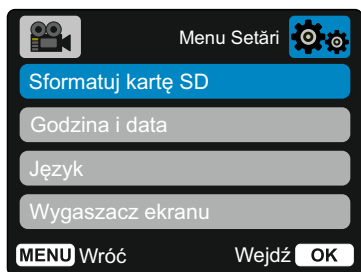 Menu Setări
Sformatuj kartę SD
Godzina i data
Język
Wygaszacz ekranu
MENU Wróć Wejdź OK